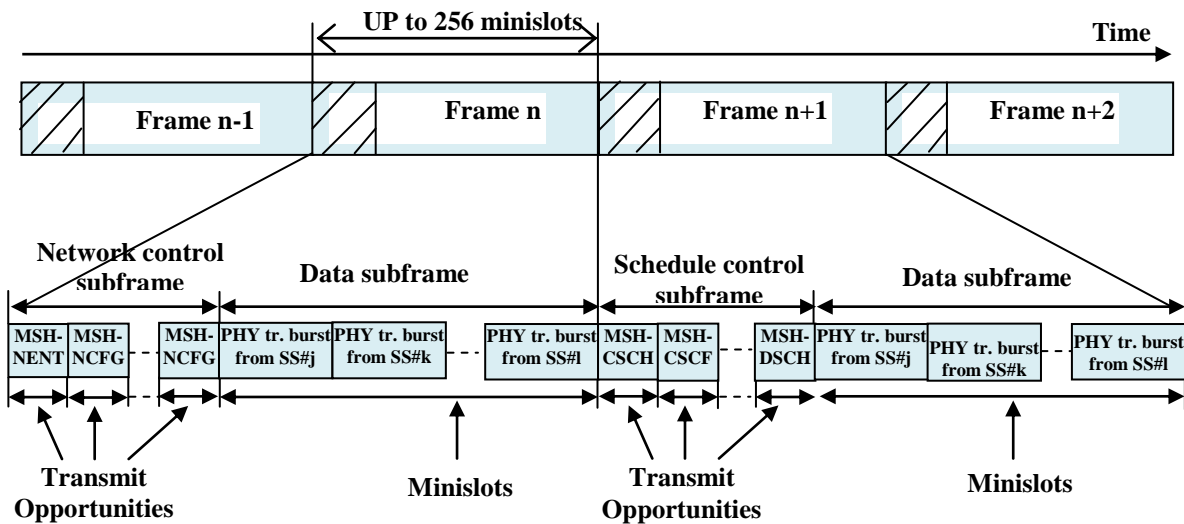 UP to 256 minislots
Time
Frame n-1
Frame n
Frame n+1
Frame n+2
Network control
subframe
Data subframe
Schedule control
subframe
Data subframe
MSH-
NENT
MSH-
NCFG
MSH-
NCFG
PHY tr. burst
from SS#j
PHY tr. burst
from SS#k
PHY tr. burst
from SS#l
MSH-
CSCH
MSH-
CSCF
MSH-
DSCH
PHY tr. burst
from SS#j
PHY tr. burst
from SS#k
PHY tr. burst
from SS#l
Transmit
Opportunities
Minislots
Transmit
Opportunities
Minislots